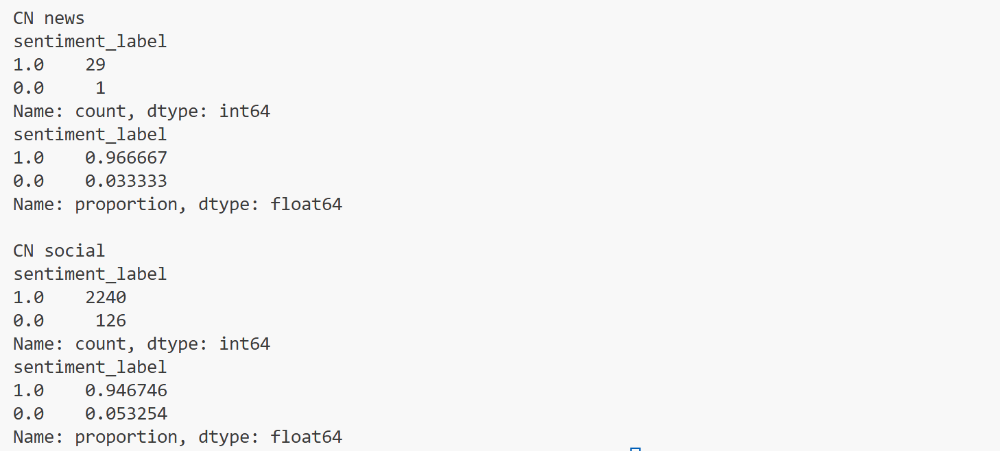 CN news
sentiment_label
1.0    29
0.0     1
Name: count, dtype: int64
sentiment_label
1.0    0.966667
0.0    0.033333
Name: proportion, dtype: float64

CN social
sentiment_label
1.0    2240
0.0     126
Name: count, dtype: int64
sentiment_label
1.0    0.946746
0.0    0.053254
Name: proportion, dtype: float64